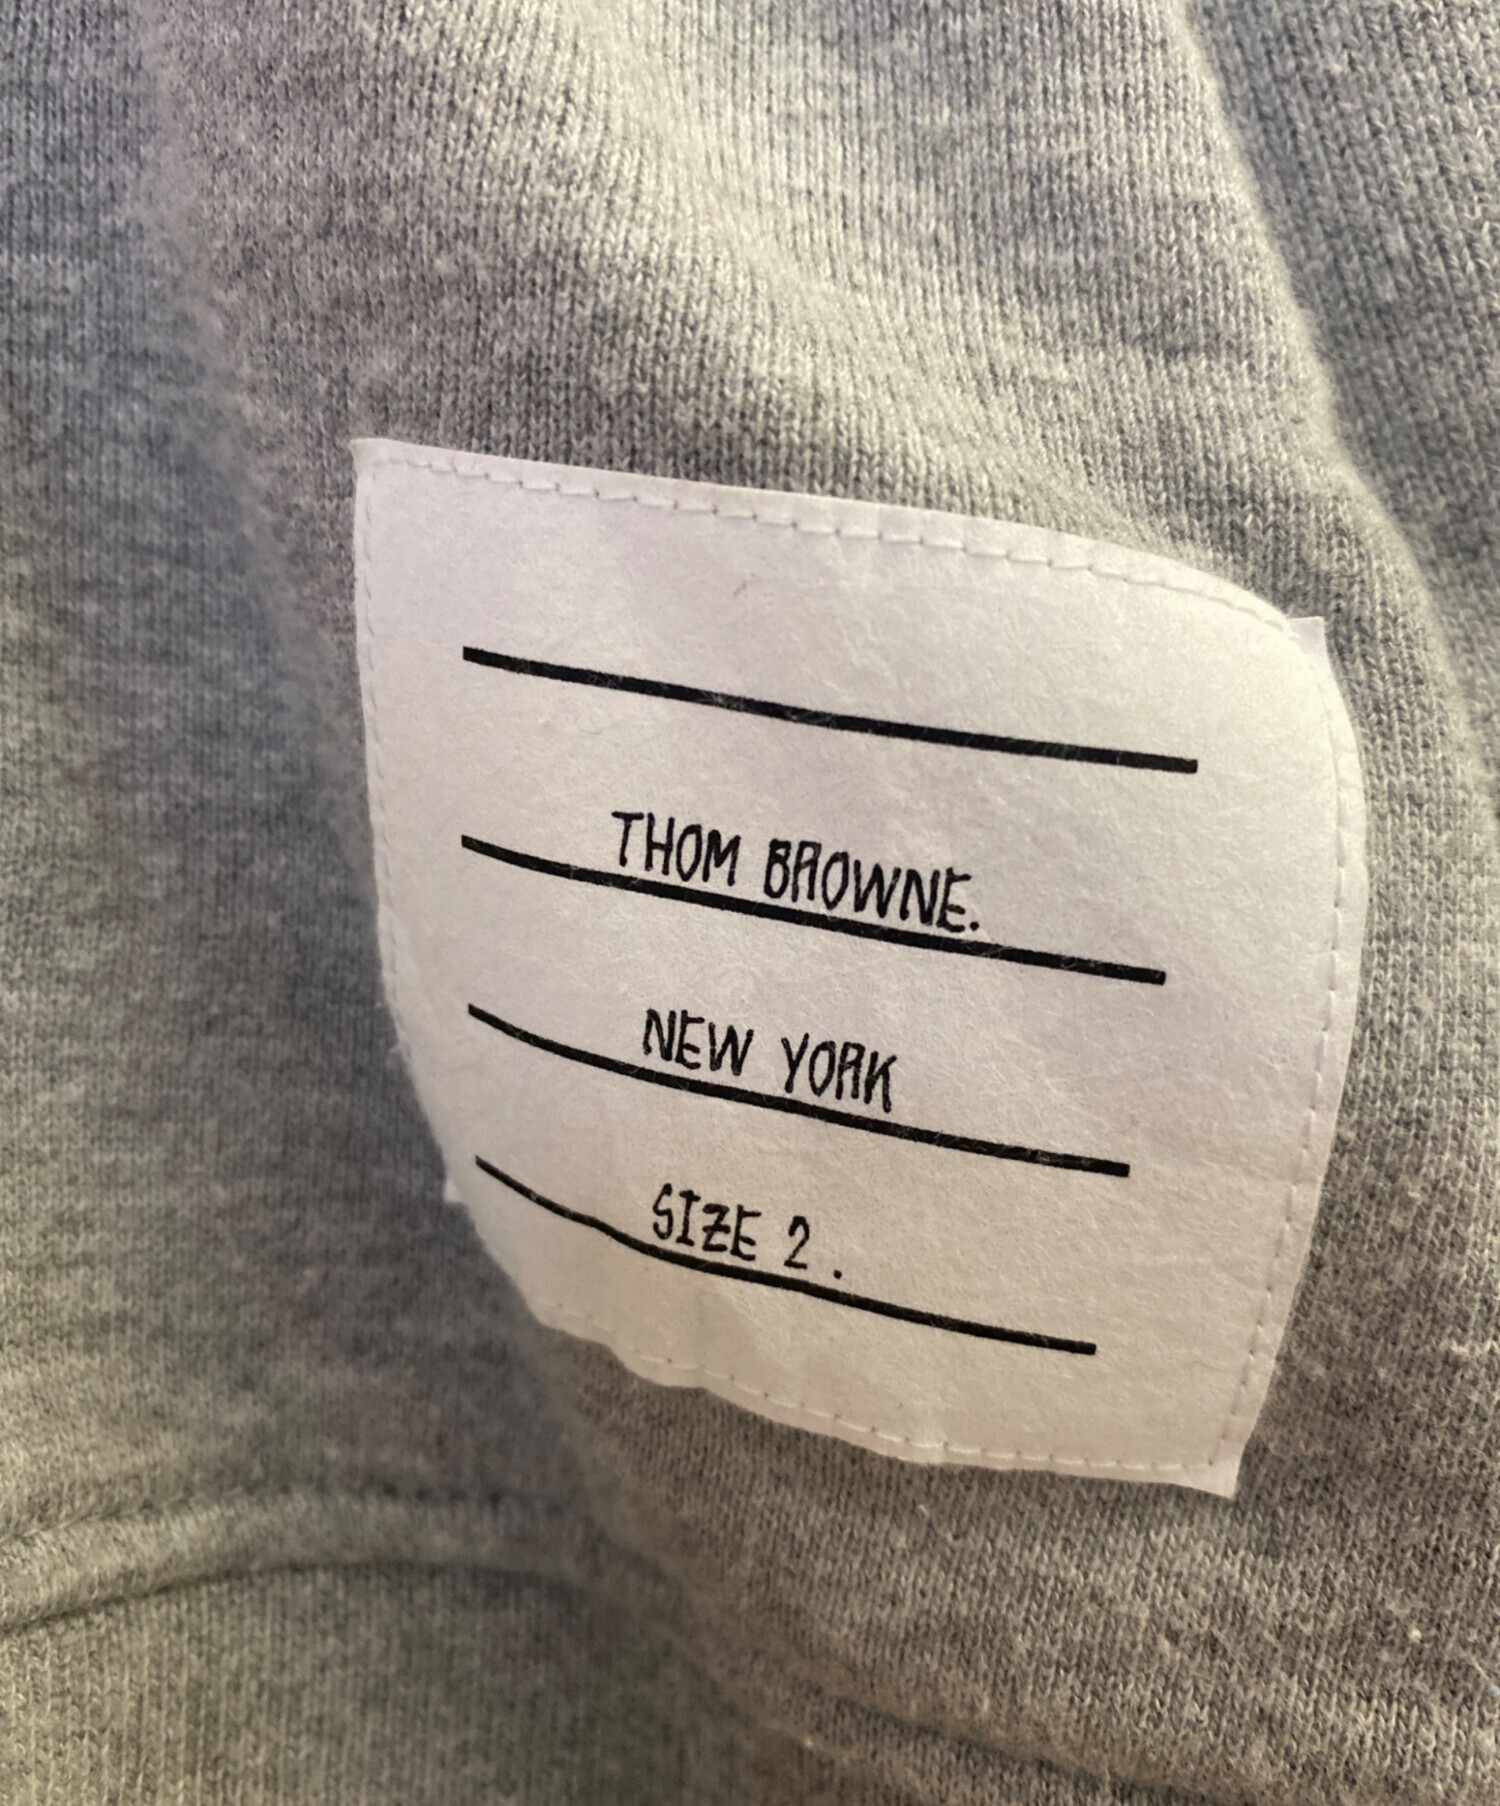 THOM BROWNE.
NEW YORK
SIZE 2.